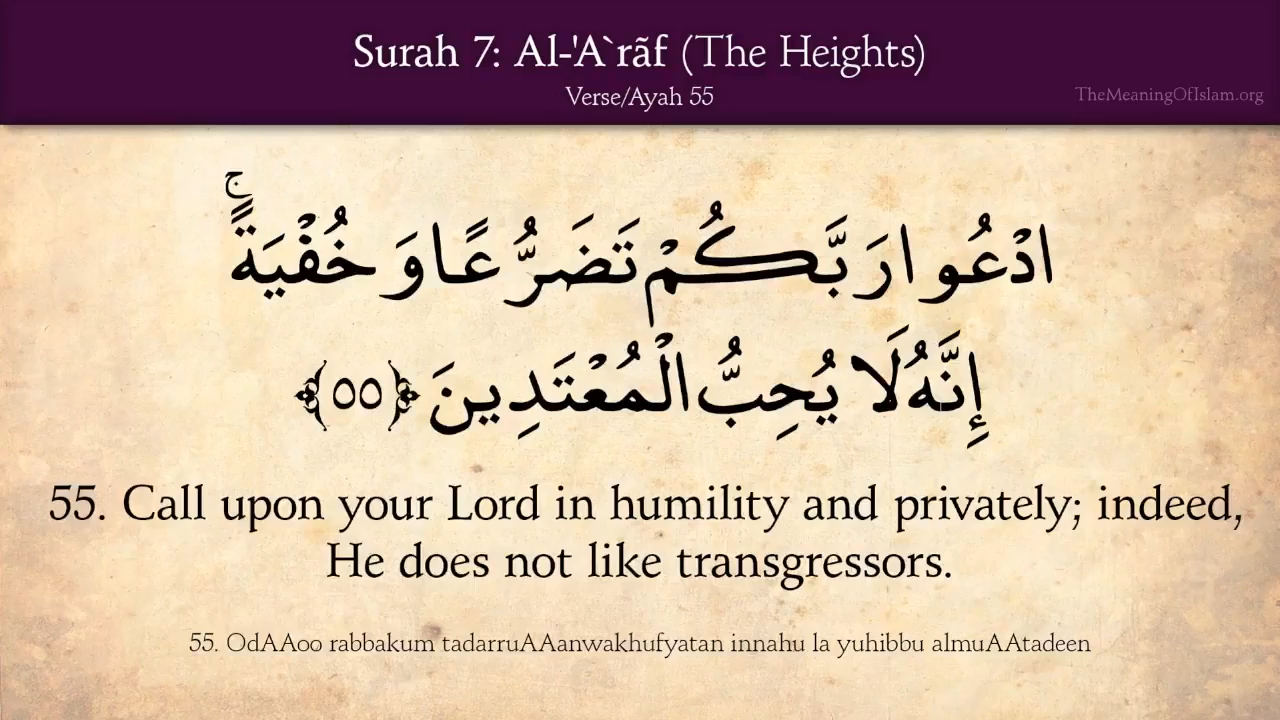 Surah 7: Al-'A`rãf (The Heights)
Verse/Ayah 55
TheMeaningOfIslam.org
ادْعُوا رَبَّكُمْ تَضَرُّعًا وَخُفْيَةً ۚ
إِنَّهُ لَا يُحِبُّ الْمُعْتَدِينَ ﴿٥٥﴾
55. Call upon your Lord in humility and privately; indeed,
He does not like transgressors.
55. OdAAoo rabbakum tadarruAAanwakhufyatan innahu la yuhibbu almuAAtadeen